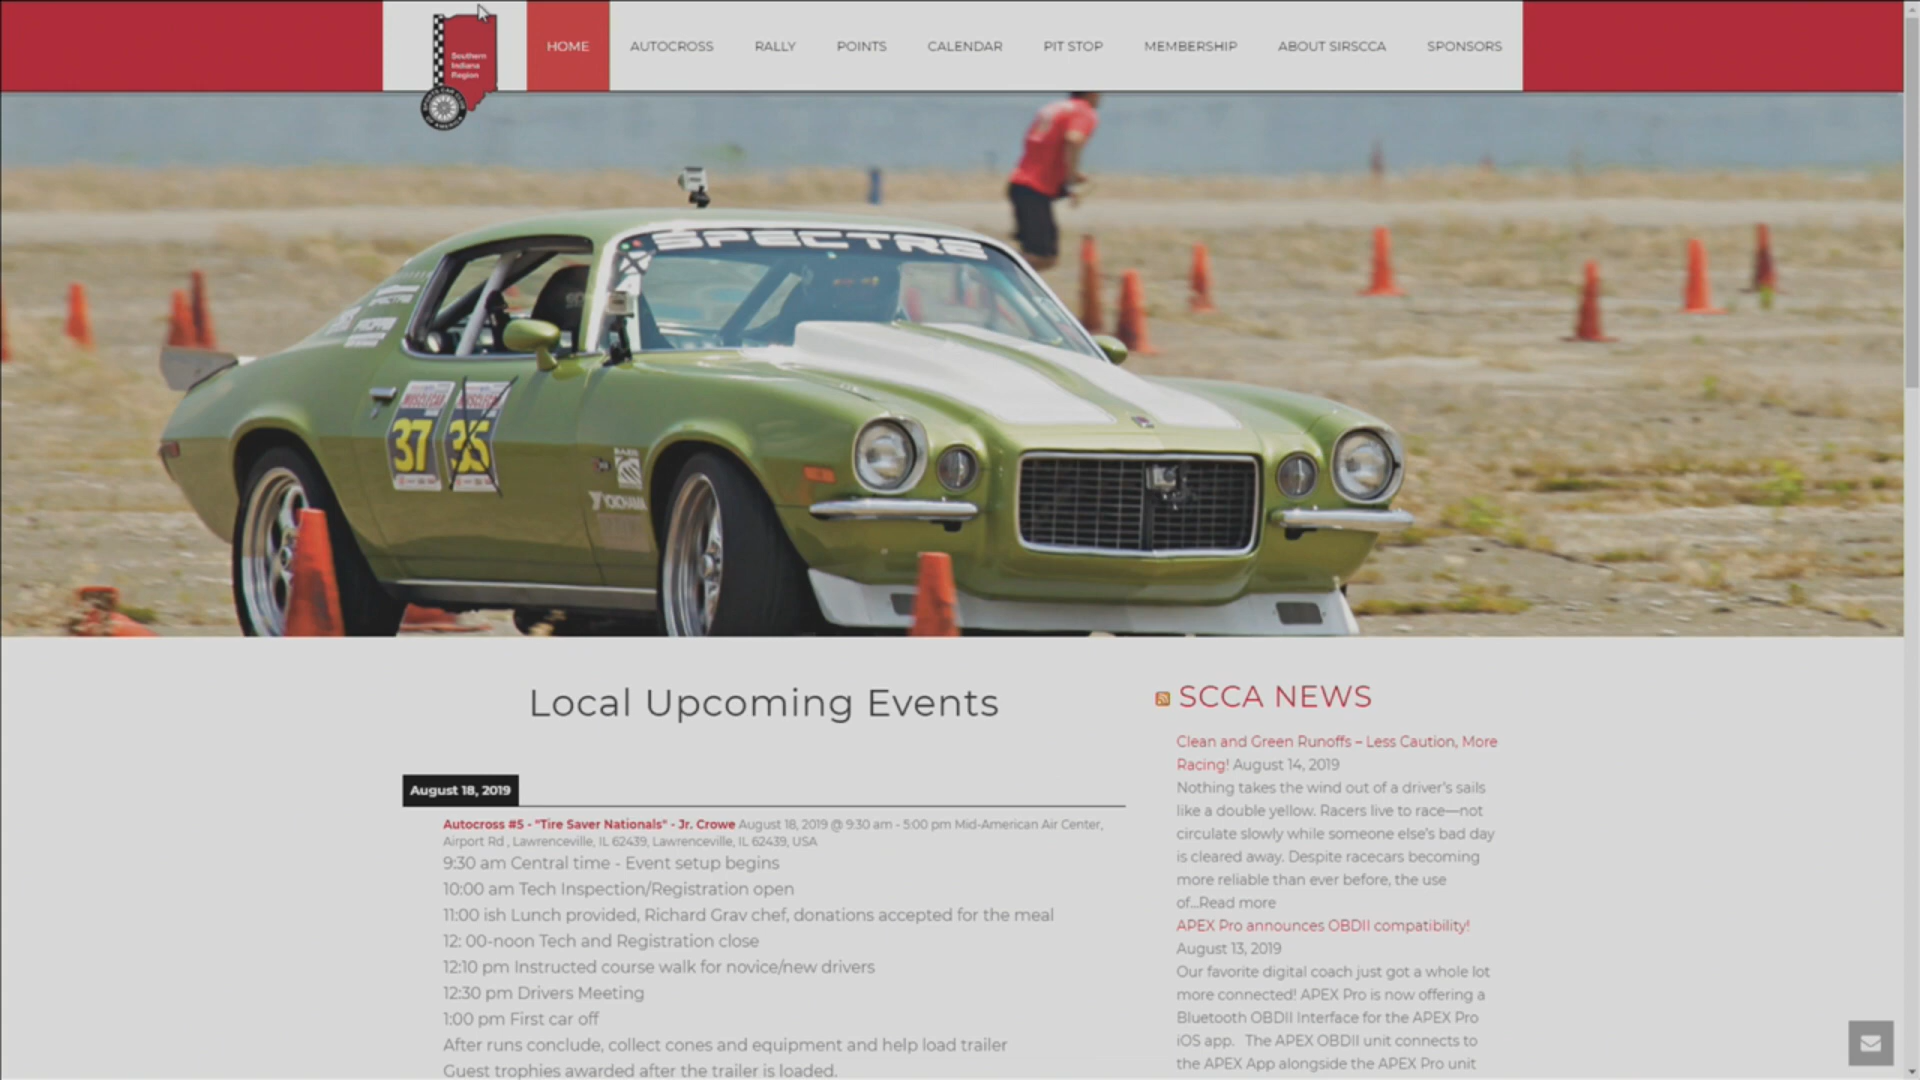 Southern
Indiana
Region
HOME
AUTOCROSS
RALLY
POINTS
CALENDAR
PIT STOP
MEMBERSHIP
ABOUT SIRSCCA
SPONSORS
SPECTRE
37 35
Local Upcoming Events
August 18, 2019
Autocross #5 - "Tire Saver Nationals" - Jr. Crowe August 18, 2019 @ 9:30 am - 5:00 pm Mid-American Air Center,
Airport Rd , Lawrenceville, IL 62439, Lawrenceville, IL 62439, USA
9:30 am Central time - Event setup begins
10:00 am Tech Inspection/Registration open
11:00 ish Lunch provided, Richard Grav chef, donations accepted for the meal
12: 00-noon Tech and Registration close
12:10 pm Instructed course walk for novice/new drivers
12:30 pm Drivers Meeting
1:00 pm First car off
After runs conclude, collect cones and equipment and help load trailer
Guest trophies awarded after the trailer is loaded.
SCCA NEWS
Clean and Green Runoffs – Less Caution, More
Racing! August 14, 2019
Nothing takes the wind out of a driver's sails
like a double yellow. Racers live to race—not
circulate slowly while someone else's bad day
is cleared away. Despite racecars becoming
more reliable than ever before, the use
of...Read more
APEX Pro announces OBDII compatibility!
August 13, 2019
Our favorite digital coach just got a whole lot
more connected! APEX Pro is now offering a
Bluetooth OBDII Interface for the APEX Pro
iOS app. The APEX OBDII unit connects to
the APEX App alongside the APEX Pro unit